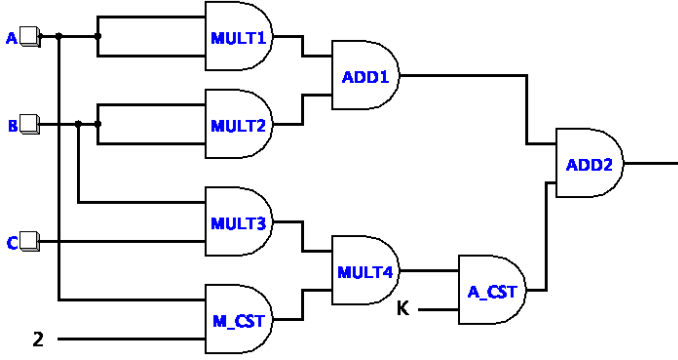 A
MULT1
ADD1
B
MULT2
ADD2
MULT3
C
MULT4
A_CST
K
M_CST
2